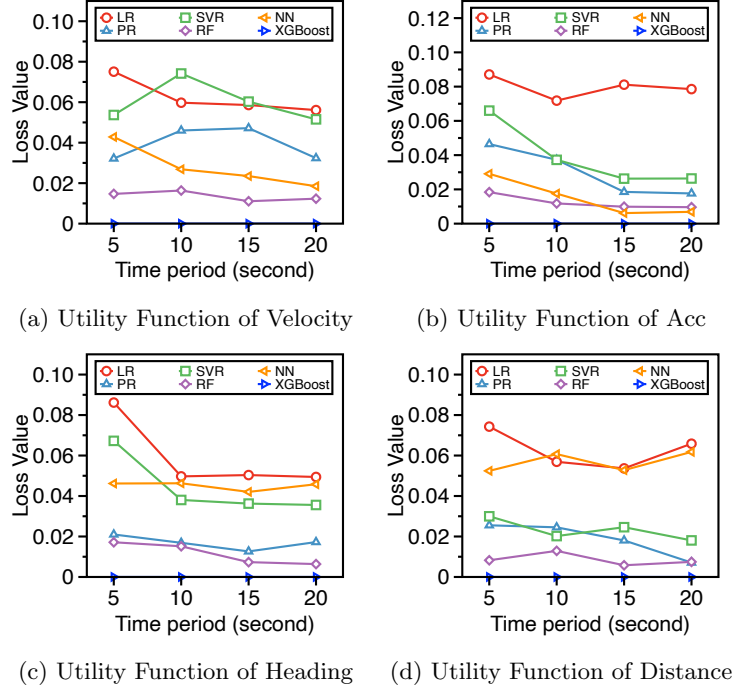 0.10
0.08
0.06
0.04
0.02
0
Loss Value
LR SVR NN
PR RF XGBoost
5 10 15 20
Time period (second)
(a) Utility Function of Velocity
0.12
0.10
0.08
0.06
0.04
0.02
0
Loss Value
LR SVR NN
PR RF XGBoost
5 10 15 20
Time period (second)
(b) Utility Function of Acc
0.10
0.08
0.06
0.04
0.02
0
Loss Value
LR SVR NN
PR RF XGBoost
5 10 15 20
Time period (second)
(c) Utility Function of Heading
0.10
0.08
0.06
0.04
0.02
0
Loss Value
LR SVR NN
PR RF XGBoost
5 10 15 20
Time period (second)
(d) Utility Function of Distance